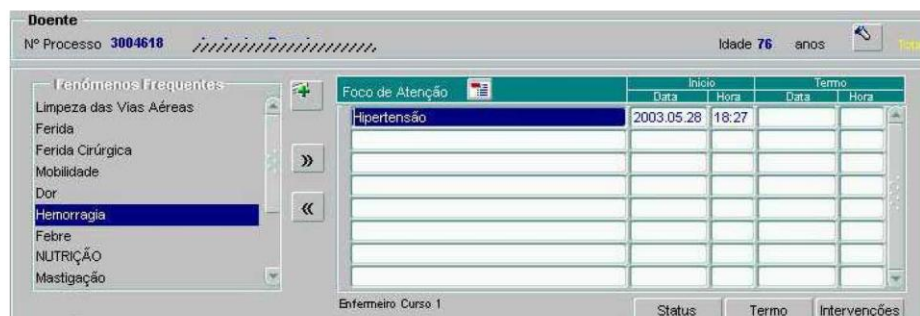 Doente
Nº Processo 3004618 Idade 76 anos
Fenómenos Frequentes
Limpeza das Vias Aéreas
Ferida
Ferida Cirúrgica
Mobilidade
Dor
Hemorragia
Febre
NUTRIÇÃO
Mastigação
»
«
Foco de Atenção Inicio Termo
Data Hora Data Hora
Hipertensão 2003.05.28 18:27
Enfermeiro Curso 1
Status Termo Intervenções